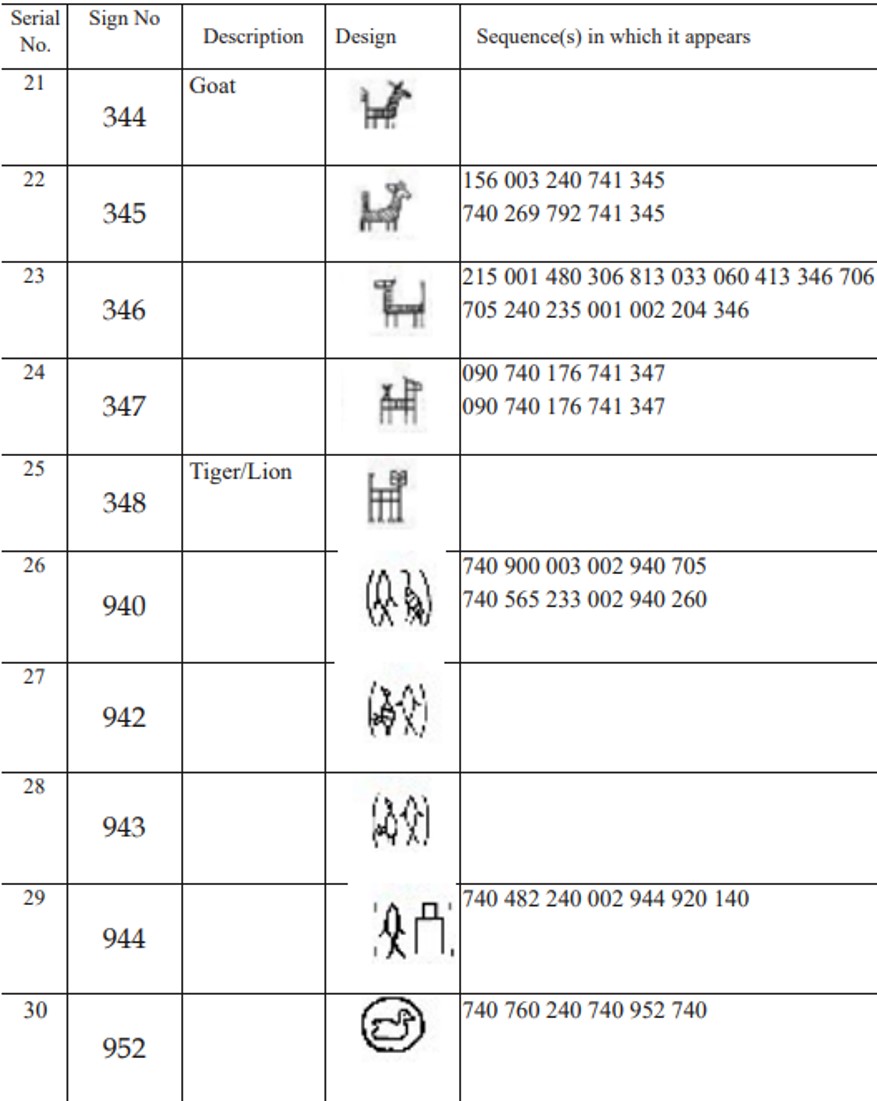 Serial No. Sign No Description Design Sequence(s) in which it appears
21 344 Goat
22 345 156 003 240 741 345
740 269 792 741 345
23 346 215 001 480 306 813 033 060 413 346 706
705 240 235 001 002 204 346
24 347 090 740 176 741 347
090 740 176 741 347
25 348 Tiger/Lion
26 940 740 900 003 002 940 705
740 565 233 002 940 260
27 942
28 943
29 944 740 482 240 002 944 920 140
30 952 740 760 240 740 952 740